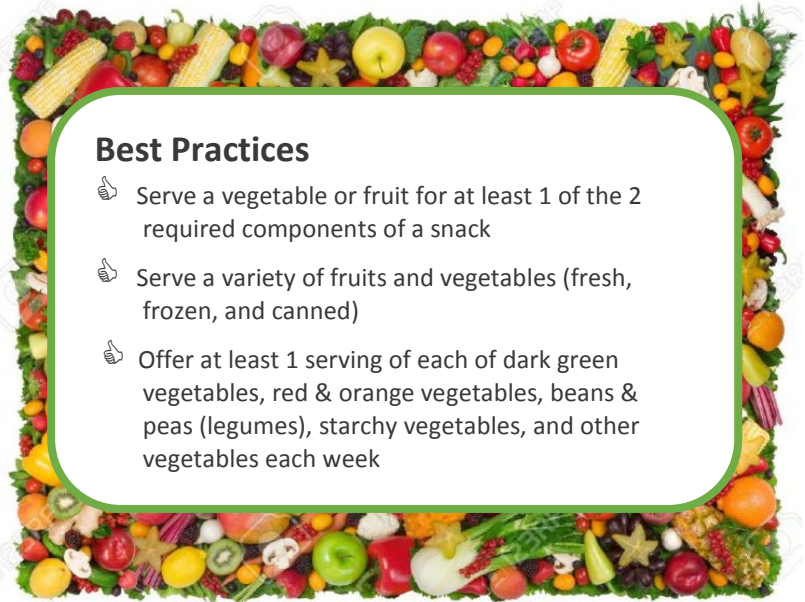 Best Practices
👍 Serve a vegetable or fruit for at least 1 of the 2
required components of a snack
👍 Serve a variety of fruits and vegetables (fresh,
frozen, and canned)
👍 Offer at least 1 serving of each of dark green
vegetables, red & orange vegetables, beans &
peas (legumes), starchy vegetables, and other
vegetables each week